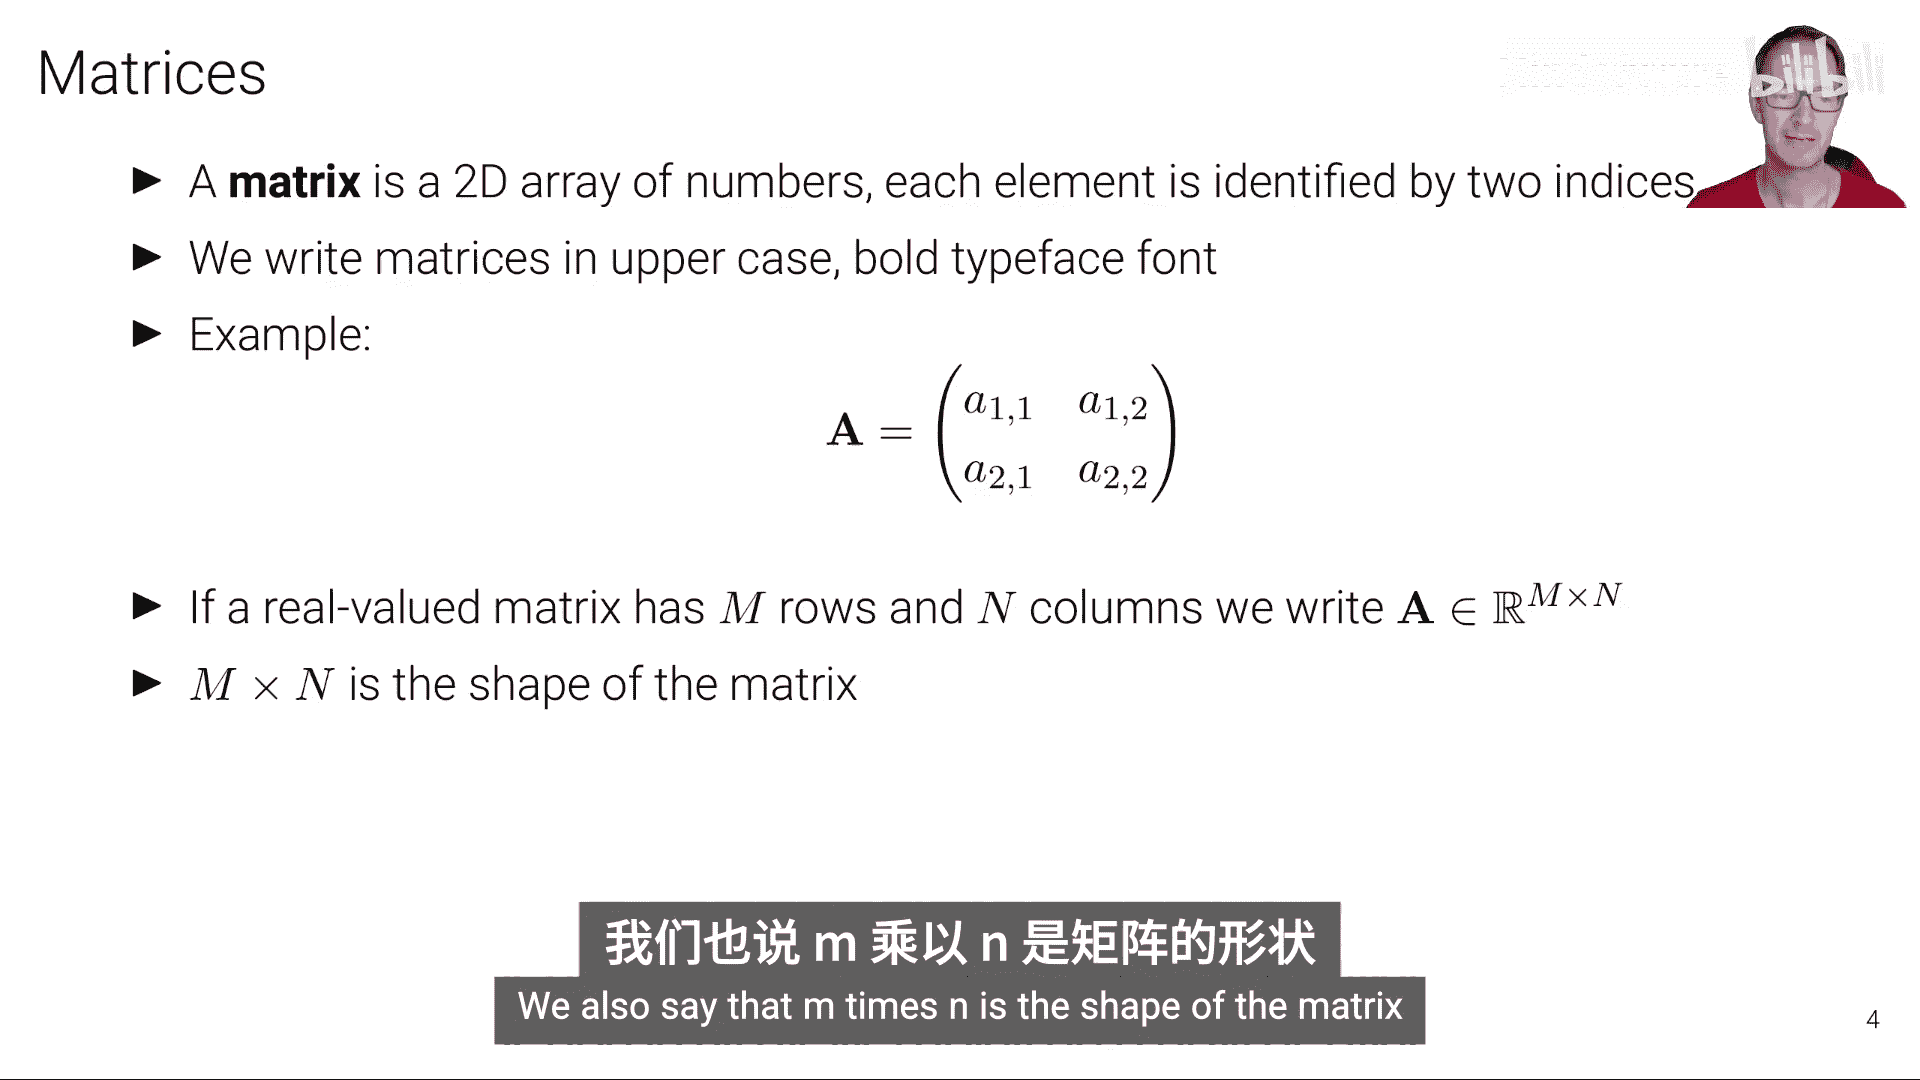 Matrices
bilibili
▶ A matrix is a 2D array of numbers, each element is identified by two indices
▶ We write matrices in upper case, bold typeface font
▶ Example:
A = ( a1,1 a1,2
a2,1 a2,2 )
▶ If a real-valued matrix has M rows and N columns we write A ∈ ℝ^{M×N}
▶ M × N is the shape of the matrix
我们也说 m 乘以 n 是矩阵的形状
We also say that m times n is the shape of the matrix
4